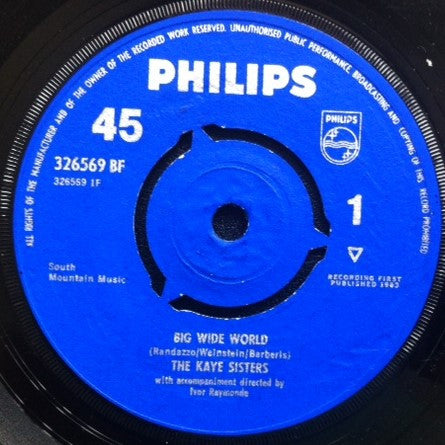 ALL RIGHTS OF THE MANUFACTURER AND OF THE OWNER OF THE RECORDED WORK RESERVED. UNAUTHORISED PUBLIC PERFORMANCE BROADCASTING AND COPYING OF THIS RECORD PROHIBITED
PHILIPS
45
PHILIPS
326569 BF
326569 1F
1
South
Mountain Music
RECORDING FIRST
PUBLISHED 1963
BIG WIDE WORLD
(Randazzo/Weinstein/Barberis)
THE KAYE SISTERS
with accompaniment directed by
Ivor Raymonde